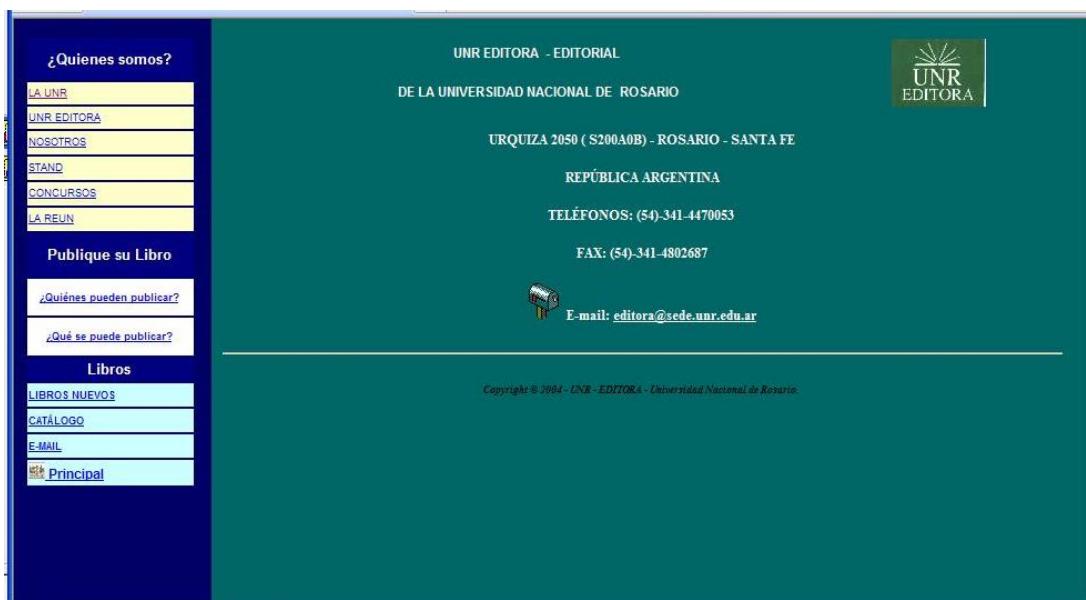 ¿Quienes somos?
LA UNR
UNR EDITORA
NOSOTROS
STAND
CONCURSOS
LA REUN
Publique su Libro
¿Quiénes pueden publicar?
¿Qué se puede publicar?
Libros
LIBROS NUEVOS
CATÁLOGO
E-MAIL
Principal
UNR EDITORA - EDITORIAL
DE LA UNIVERSIDAD NACIONAL DE ROSARIO
UNR
EDITORA
URQUIZA 2050 ( S200A0B) - ROSARIO - SANTA FE
REPÚBLICA ARGENTINA
TELÉFONOS: (54)-341-4470053
FAX: (54)-341-4802687
E-mail: editora@sede.unr.edu.ar
Copyright © 2004 - UNR - EDITORA - Universidad Nacional de Rosario.